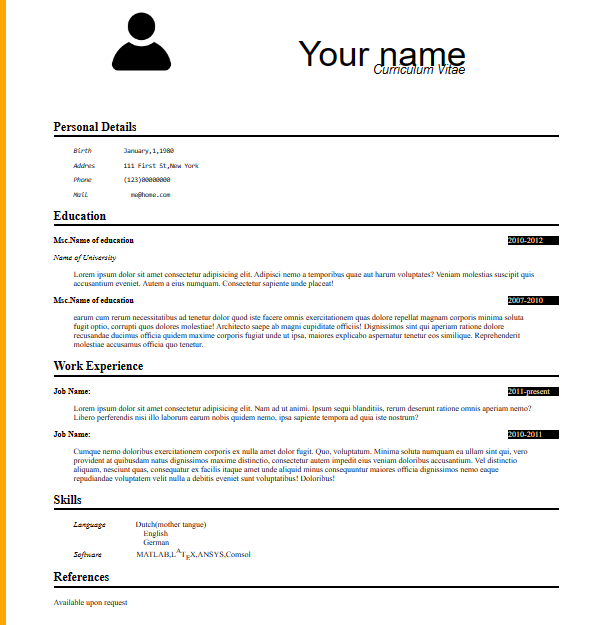 Your name
Curriculum Vitae
Personal Details
Birth January,1,1980
Addres 111 First St,New York
Phone (123)00000000
Mail me@home.com
Education
Msc.Name of education 2010-2012
Name of University
Lorem ipsum dolor sit amet consectetur adipisicing elit. Adipisci nemo a temporibus quae aut harum voluptates? Veniam molestias suscipit quis
accusantium eveniet. Autem a eius numquam. Consectetur sapiente unde placeat!
Msc.Name of education 2007-2010
earum cum rerum necessitatibus ad tenetur dolor quod iste facere omnis exercitationem quas dolore repellat magnam corporis minima soluta
fugit optio, corrupti quos dolores molestiae! Architecto saepe ab magni cupiditate officiis! Dignissimos sint qui aperiam ratione dolore
recusandae ducimus officia quidem maxime corporis fugiat unde ut ipsa, maiores explicabo aspernatur tenetur eos similique. Reprehenderit
molestiae accusamus officia quo tenetur.
Work Experience
Job Name: 2011-present
Lorem ipsum dolor sit amet consectetur adipisicing elit. Nam ad ut animi. Ipsum sequi blanditiis, rerum deserunt ratione omnis aperiam nemo?
Libero perferendis nisi illo laborum earum nobis quidem nemo, ipsa sapiente tempora ad quia iste nostrum?
Job Name: 2010-2011
Cumque nemo doloribus exercitationem corporis ex nulla amet dolor fugit. Quo, voluptatum. Minima soluta numquam ea ullam sint qui, vero
provident at quibusdam natus dignissimos maxime distinctio, consectetur autem impedit eius veniam doloribus accusantium. Vel distinctio
aliquam, nesciunt quas, consequatur ex facilis itaque amet unde aliquid minus consequuntur maiores officia dignissimos nemo eaque
repudiandae voluptatem velit nulla a debitis eveniet sunt voluptatibus! Doloribus!
Skills
Language Dutch(mother tangue)
English
German
Software MATLAB,LATEX,ANSYS,Comsol
References
Available upon request